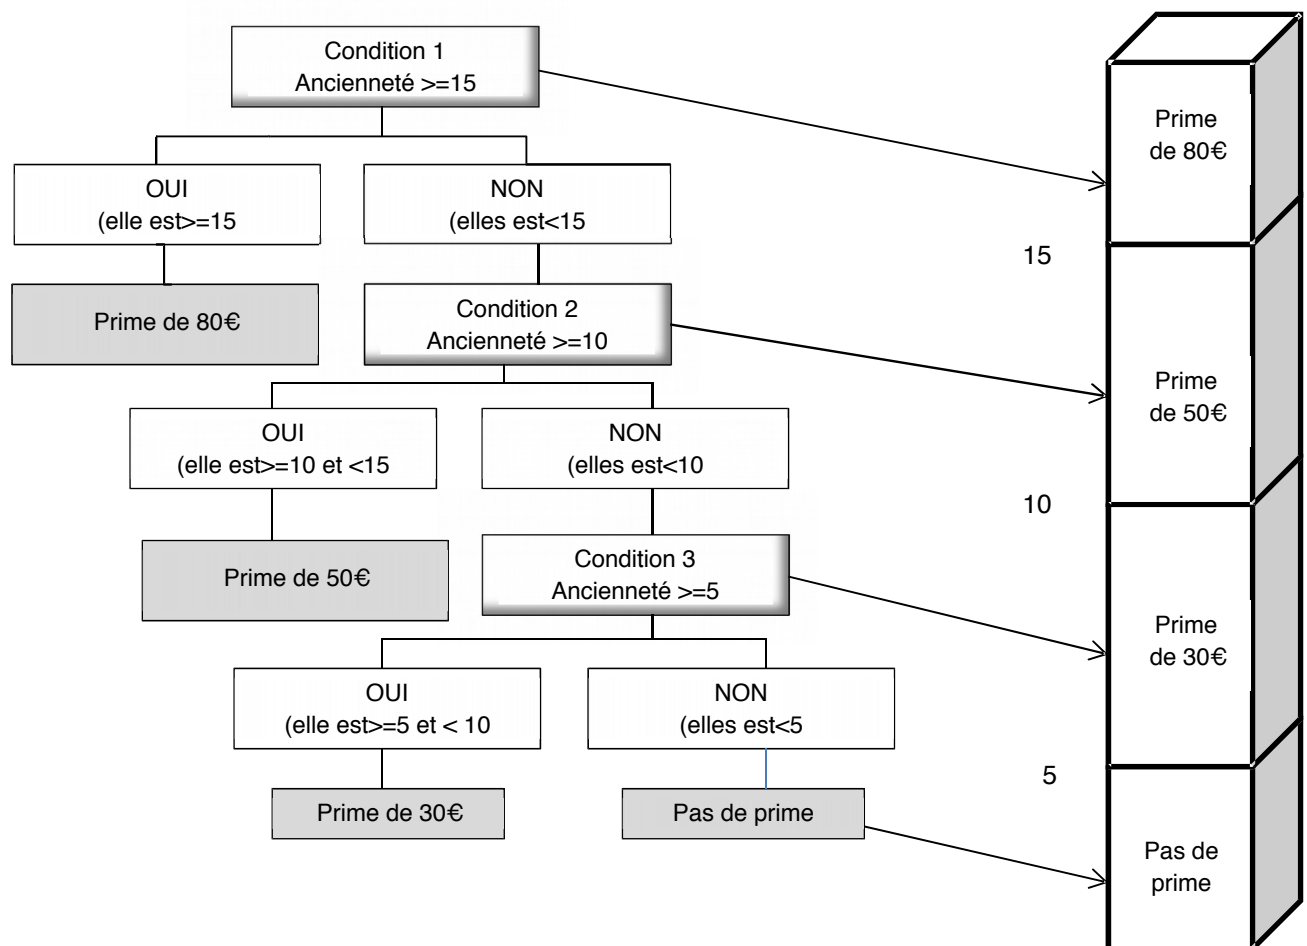 Condition 1
Ancienneté >=15
OUI
(elle est>=15
NON
(elles est<15
Prime de 80€
Condition 2
Ancienneté >=10
OUI
(elle est>=10 et <15
NON
(elles est<10
Prime de 50€
Condition 3
Ancienneté >=5
OUI
(elle est>=5 et < 10
NON
(elles est<5
Prime de 30€
Pas de prime
Prime
de 80€
15
Prime
de 50€
10
Prime
de 30€
5
Pas de
prime